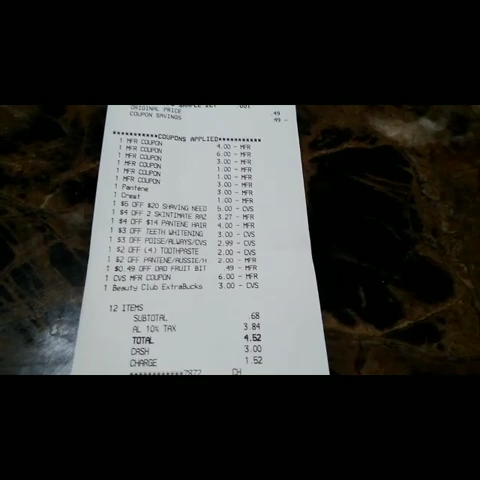 ORIGINAL PRICE .49
COUPON SAVINGS .49 -
***********COUPONS APPLIED***********
1 MFR COUPON 4.00 - MFR
1 MFR COUPON 6.00 - MFR
1 MFR COUPON 3.00 - MFR
1 MFR COUPON 1.00 - MFR
1 MFR COUPON 1.00 - MFR
1 MFR COUPON 3.00 - MFR
1 Pantene 3.00 - MFR
1 Crest 1.00 - MFR
1 $5 OFF $20 SHAVING NEED 5.00 - CVS
1 $4 OFF 2 SKINTIMATE RAZ 3.27 - MFR
1 $4 OFF $14 PANTENE HAIR 4.00 - MFR
1 $3 OFF TEETH WHITENING 3.00 - CVS
1 $3 OFF POISE/ALWAYS/CVS 2.99 - CVS
1 $2 OFF (4) TOOTHPASTE 2.00 - MFR
1 $2 OFF PANTENE/AUSSIE/H 2.00 - MFR
1 $0.49 OFF DAO FRUIT BIT .49 - MFR
1 CVS MFR COUPON 6.00 - MFR
1 Beauty Club ExtraBucks 3.00 - CVS
12 ITEMS
SUBTOTAL .68
AL 10% TAX 3.84
TOTAL 4.52
CASH 3.00
CHARGE 1.52
************7872 CH